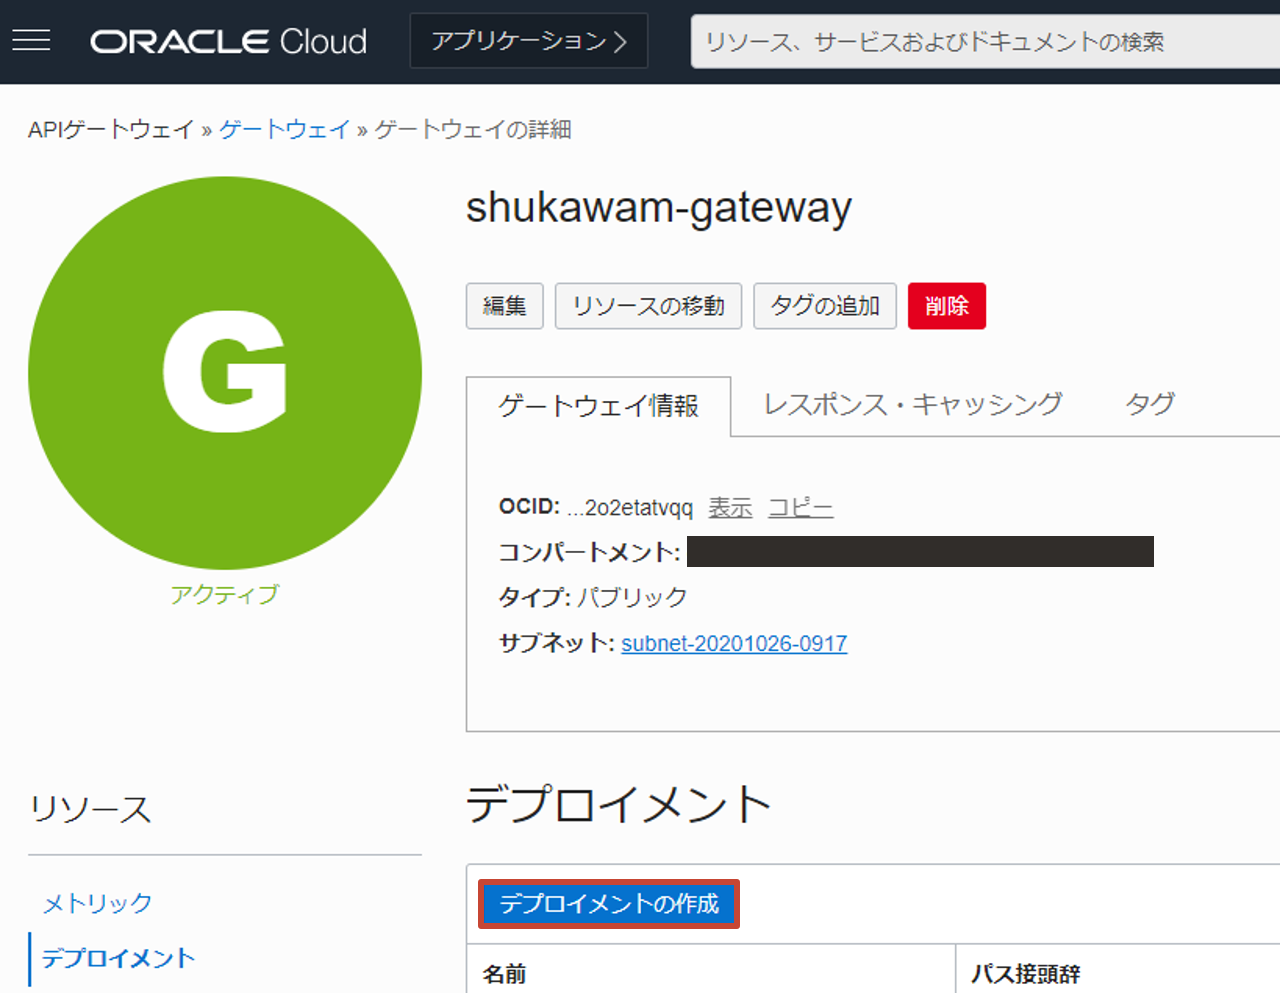 ORACLE Cloud
アプリケーション
リソース、サービスおよびドキュメントの検索
APIゲートウェイ » ゲートウェイ » ゲートウェイの詳細
G
アクティブ
shukawam-gateway
編集 リソースの移動 タグの追加 削除
ゲートウェイ情報 レスポンス・キャッシング タグ
OCID: ...2o2etatvqq 表示 コピー
コンパートメント:
タイプ: パブリック
サブネット: subnet-20201026-0917
リソース
メトリック
デプロイメント
デプロイメント
デプロイメントの作成
名前 パス接頭辞